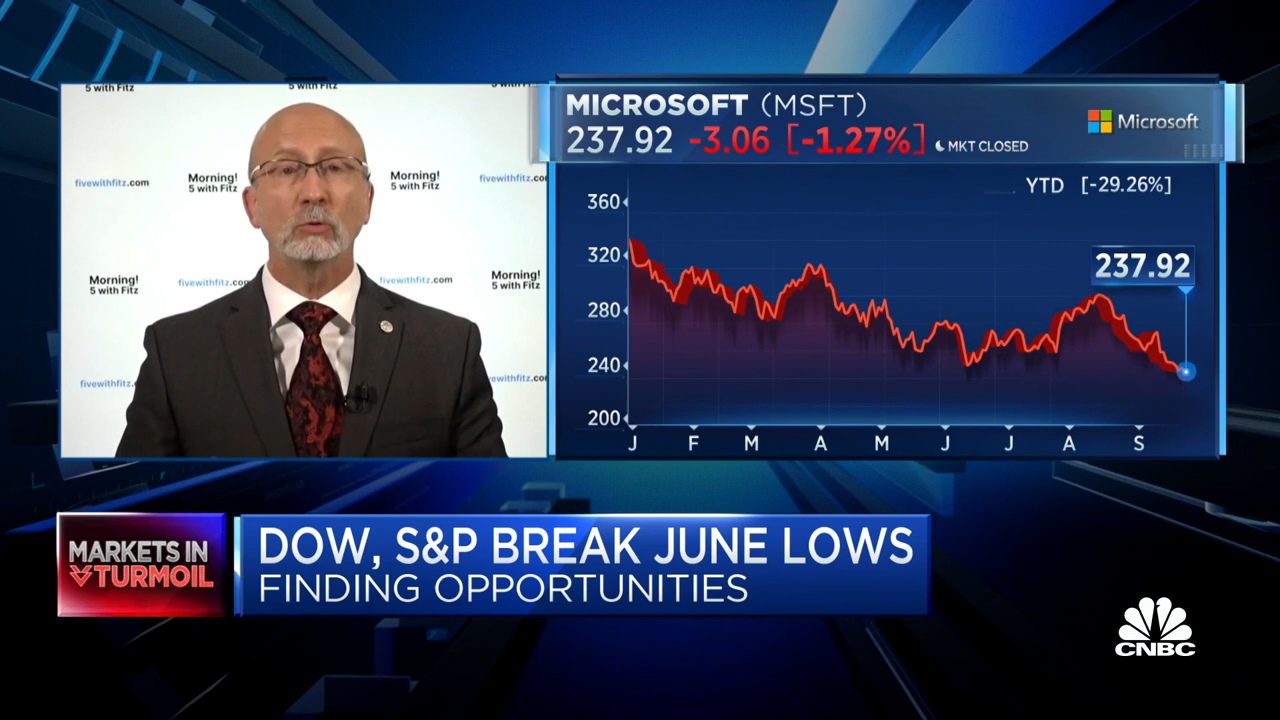 5 with Fitz
5 with Fitz
fivewithfitz.com
Morning!
5 with Fitz
Morning!
5 with Fitz
fivewithfitz.com
Morning!
5 with Fitz
fivewithfitz.co
fivewithfitz.com
Morning!
5 with Fitz
fivewithfitz.
ewithfitz.co
MICROSOFT (MSFT)
237.92 -3.06 [-1.27%] MKT CLOSED
Microsoft
YTD [-29.26%]
360
320
280
240
200
237.92
J F M A M J J A S
MARKETS IN
TURMOIL
DOW, S&P BREAK JUNE LOWS
FINDING OPPORTUNITIES
CNBC